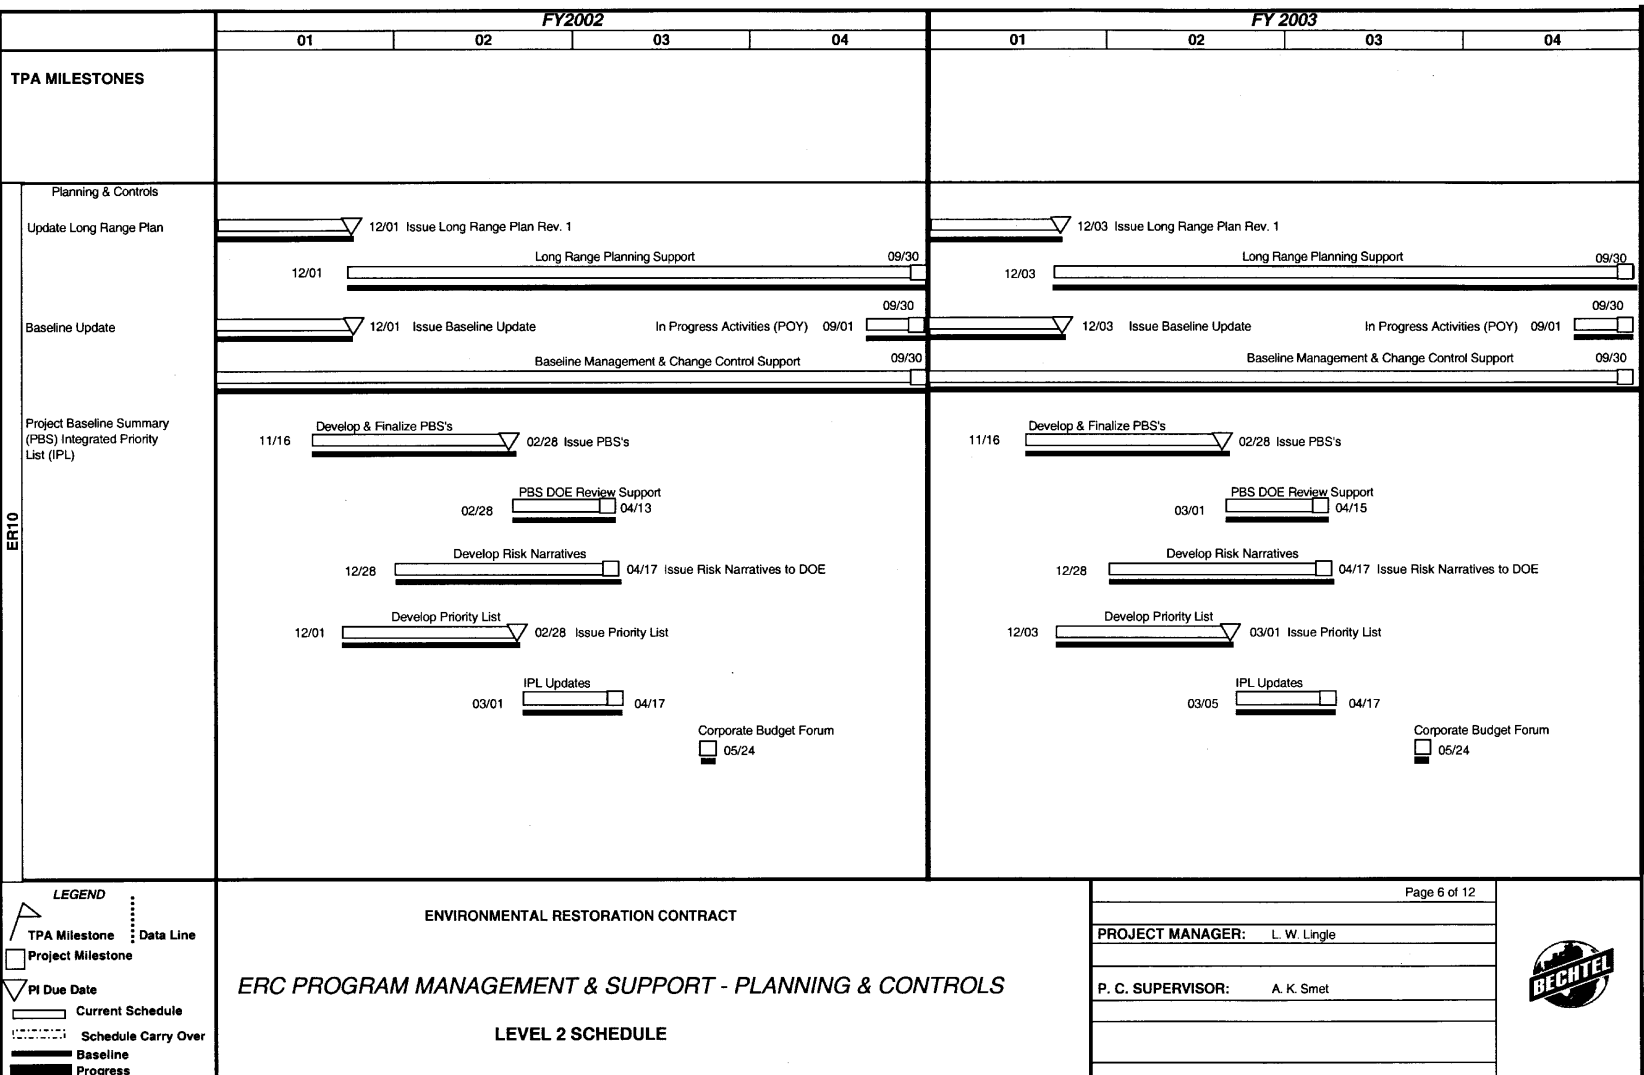 FY2002 FY 2003
01 02 03 04 01 02 03 04
TPA MILESTONES
ER10
Planning & Controls
Update Long Range Plan
12/01 Issue Long Range Plan Rev. 1
12/03 Issue Long Range Plan Rev. 1
Long Range Planning Support 09/30
12/01
Long Range Planning Support 09/30
12/03
Baseline Update
12/01 Issue Baseline Update
In Progress Activities (POY) 09/01
09/30
12/03 Issue Baseline Update
In Progress Activities (POY) 09/01
09/30
Baseline Management & Change Control Support 09/30
Baseline Management & Change Control Support 09/30
Project Baseline Summary
(PBS) Integrated Priority
List (IPL)
Develop & Finalize PBS's
11/16
02/28 Issue PBS's
Develop & Finalize PBS's
11/16
02/28 Issue PBS's
PBS DOE Review Support
02/28
04/13
PBS DOE Review Support
03/01
04/15
Develop Risk Narratives
12/28
04/17 Issue Risk Narratives to DOE
Develop Risk Narratives
12/28
04/17 Issue Risk Narratives to DOE
Develop Priority List
12/01
02/28 Issue Priority List
Develop Priority List
12/03
03/01 Issue Priority List
IPL Updates
03/01
04/17
IPL Updates
03/05
04/17
Corporate Budget Forum
05/24
Corporate Budget Forum
05/24
LEGEND
TPA Milestone Data Line
Project Milestone
PI Due Date
Current Schedule
Schedule Carry Over
Baseline
Progress
ENVIRONMENTAL RESTORATION CONTRACT
ERC PROGRAM MANAGEMENT & SUPPORT - PLANNING & CONTROLS
LEVEL 2 SCHEDULE
Page 6 of 12
PROJECT MANAGER: L. W. Lingle
P. C. SUPERVISOR: A. K. Smet
BECHTEL